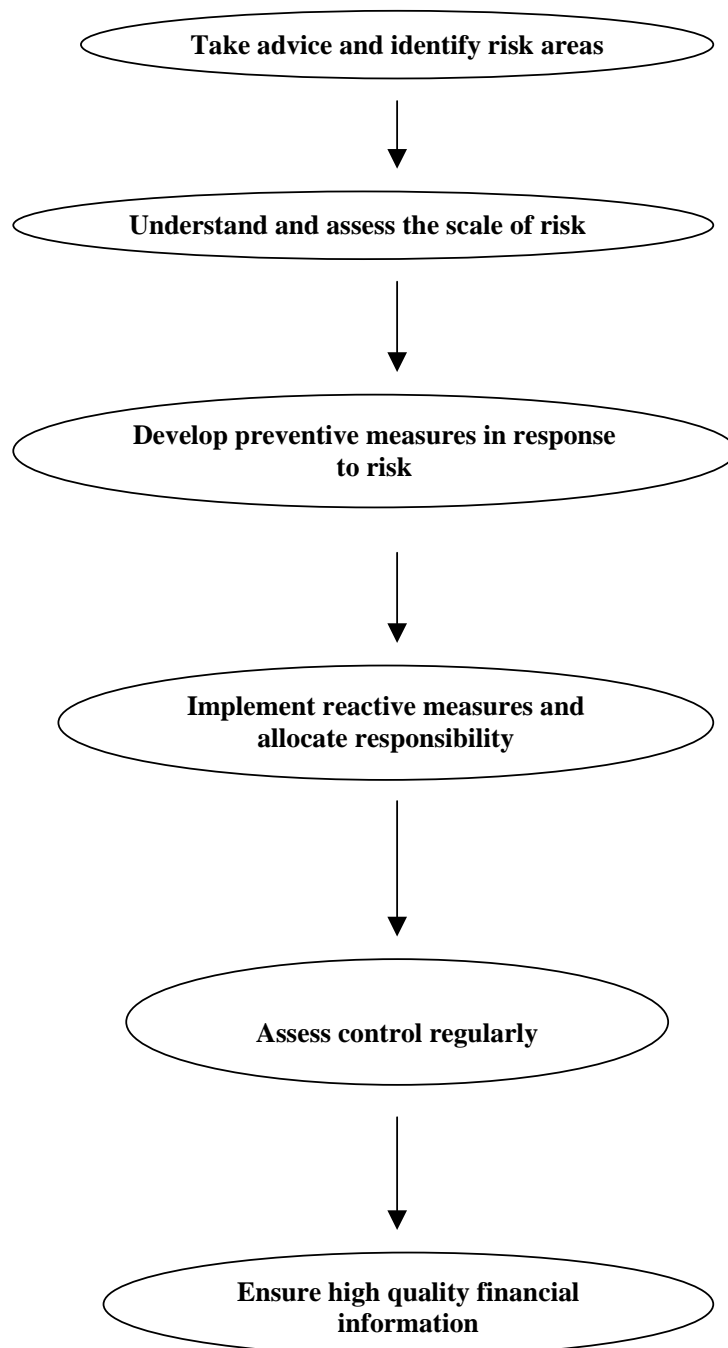 Take advice and identify risk areas
Understand and assess the scale of risk
Develop preventive measures in response
to risk
Implement reactive measures and
allocate responsibility
Assess control regularly
Ensure high quality financial
information